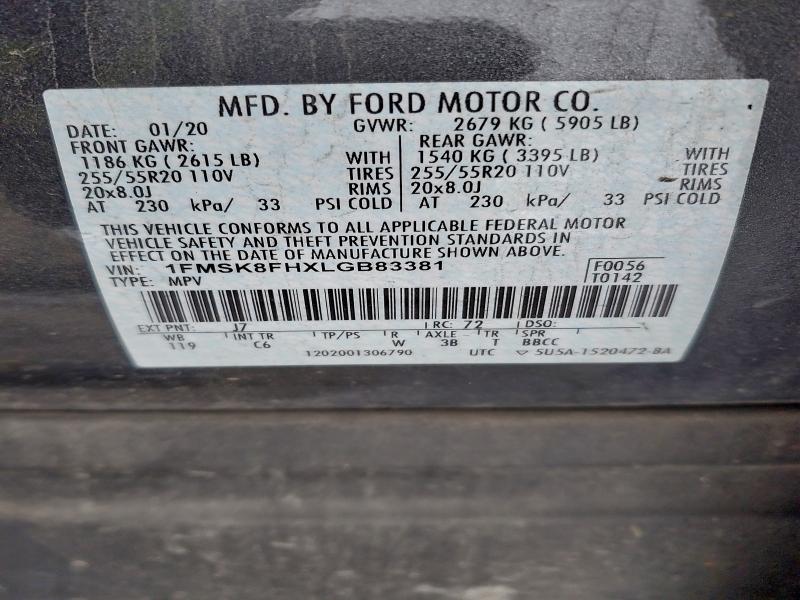 MFD. BY FORD MOTOR CO.
DATE: 01/20 GVWR: 2679 KG ( 5905 LB)
FRONT GAWR: REAR GAWR:
1186 KG ( 2615 LB) WITH 1540 KG ( 3395 LB) WITH
255/55R20 110V TIRES 255/55R20 110V TIRES
20x8.0J RIMS 20x8.0J RIMS
AT 230 kPa/ 33 PSI COLD AT 230 kPa/ 33 PSI COLD
THIS VEHICLE CONFORMS TO ALL APPLICABLE FEDERAL MOTOR
VEHICLE SAFETY AND THEFT PREVENTION STANDARDS IN
EFFECT ON THE DATE OF MANUFACTURE SHOWN ABOVE.
VIN: 1FMSK8FHXLGB83381 F0056
TYPE: MPV T0142
EXT PNT: J7 RC: 72 DSO:
WB INT TR TP/PS R AXLE TR SPR
119 C6 W 3B T BBCC
1202001306790 UTC 5U5A-1520472-BA